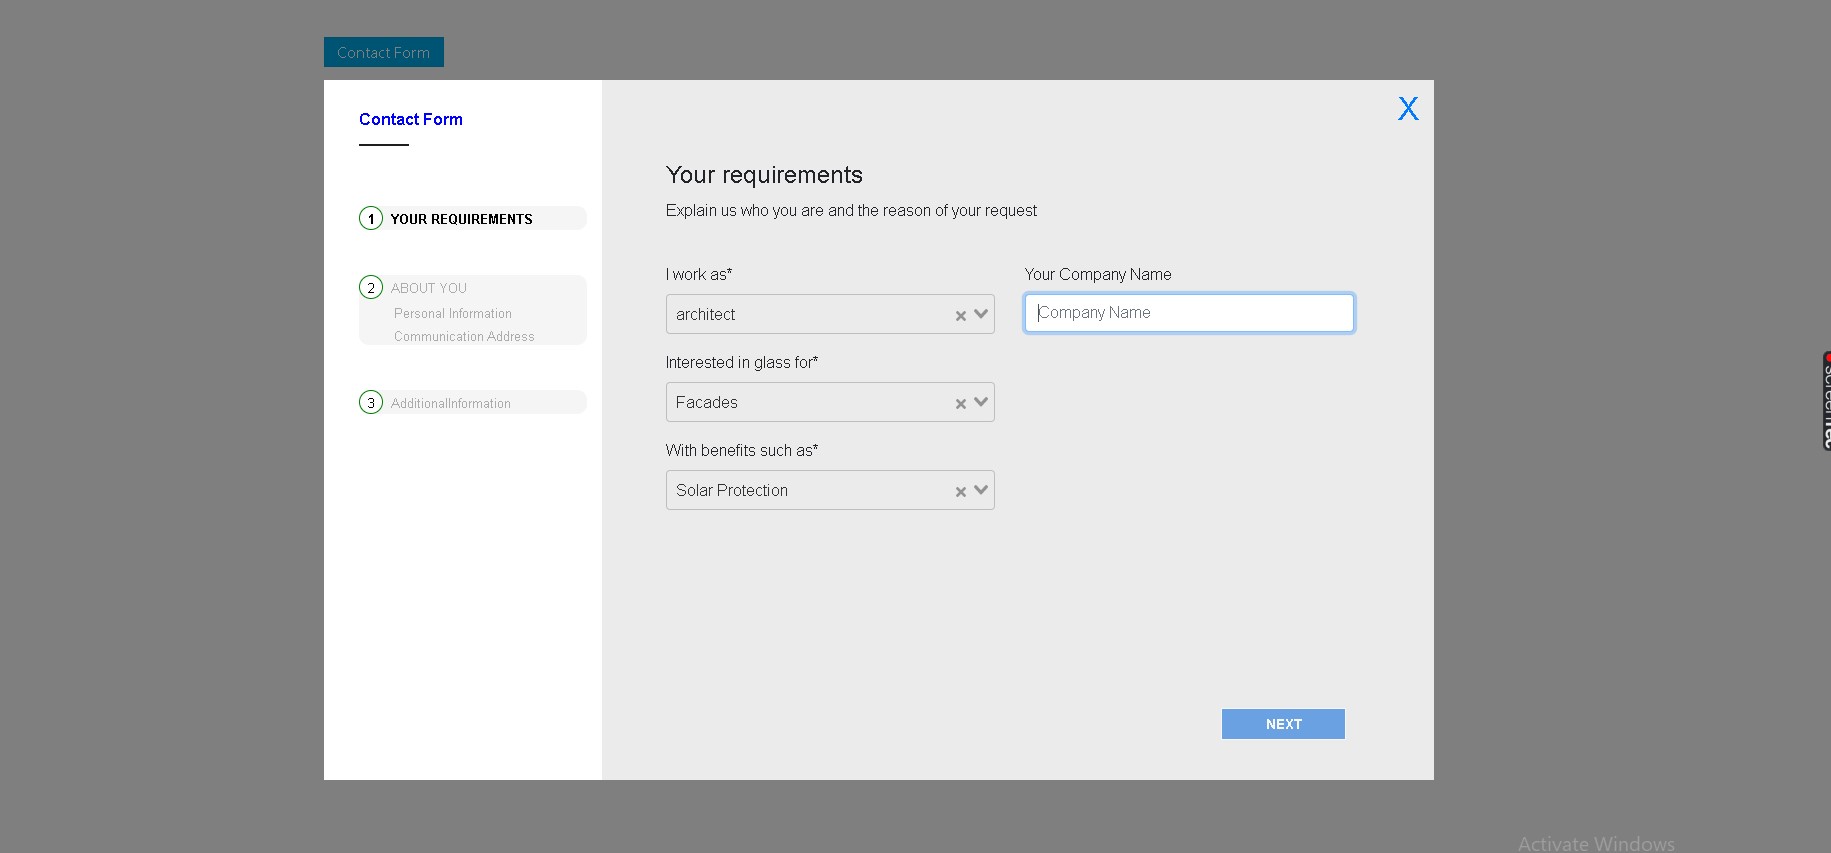 Contact Form
X
Contact Form
1 YOUR REQUIREMENTS
2 ABOUT YOU
Personal Information
Communication Address
3 AdditionalInformation
Your requirements
Explain us who you are and the reason of your request
I work as*
architect
Your Company Name
Company Name
Interested in glass for*
Facades
With benefits such as*
Solar Protection
NEXT
Activate Windows